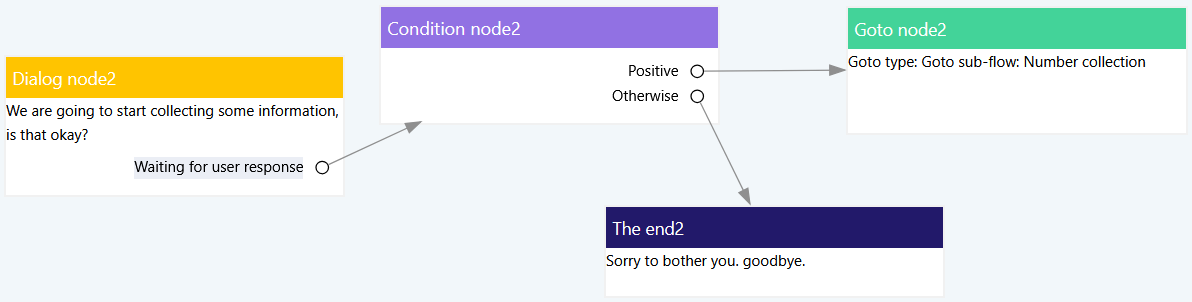 Dialog node2
We are going to start collecting some information,
is that okay?
Waiting for user response
Condition node2
Positive
Otherwise
Goto node2
Goto type: Goto sub-flow: Number collection
The end2
Sorry to bother you. goodbye.